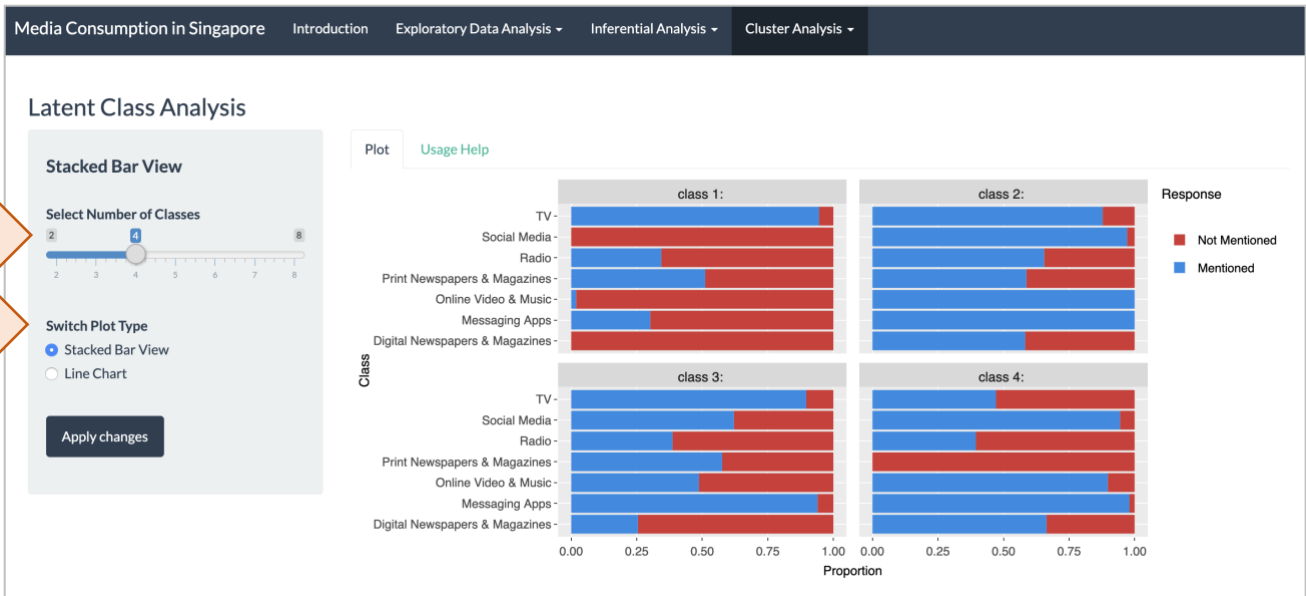 Media Consumption in Singapore Introduction Exploratory Data Analysis Inferential Analysis Cluster Analysis
Latent Class Analysis
Stacked Bar View
Select Number of Classes
2 4 8
2 3 4 5 6 7 8
Switch Plot Type
Stacked Bar View
Line Chart
Apply changes
Plot Usage Help
class 1:
class 2:
TV
Social Media
Radio
Print Newspapers & Magazines
Online Video & Music
Messaging Apps
Digital Newspapers & Magazines
Class
class 3:
class 4:
TV
Social Media
Radio
Print Newspapers & Magazines
Online Video & Music
Messaging Apps
Digital Newspapers & Magazines
0.00 0.25 0.50 0.75 1.00 0.00 0.25 0.50 0.75 1.00
Proportion
Response
Not Mentioned
Mentioned